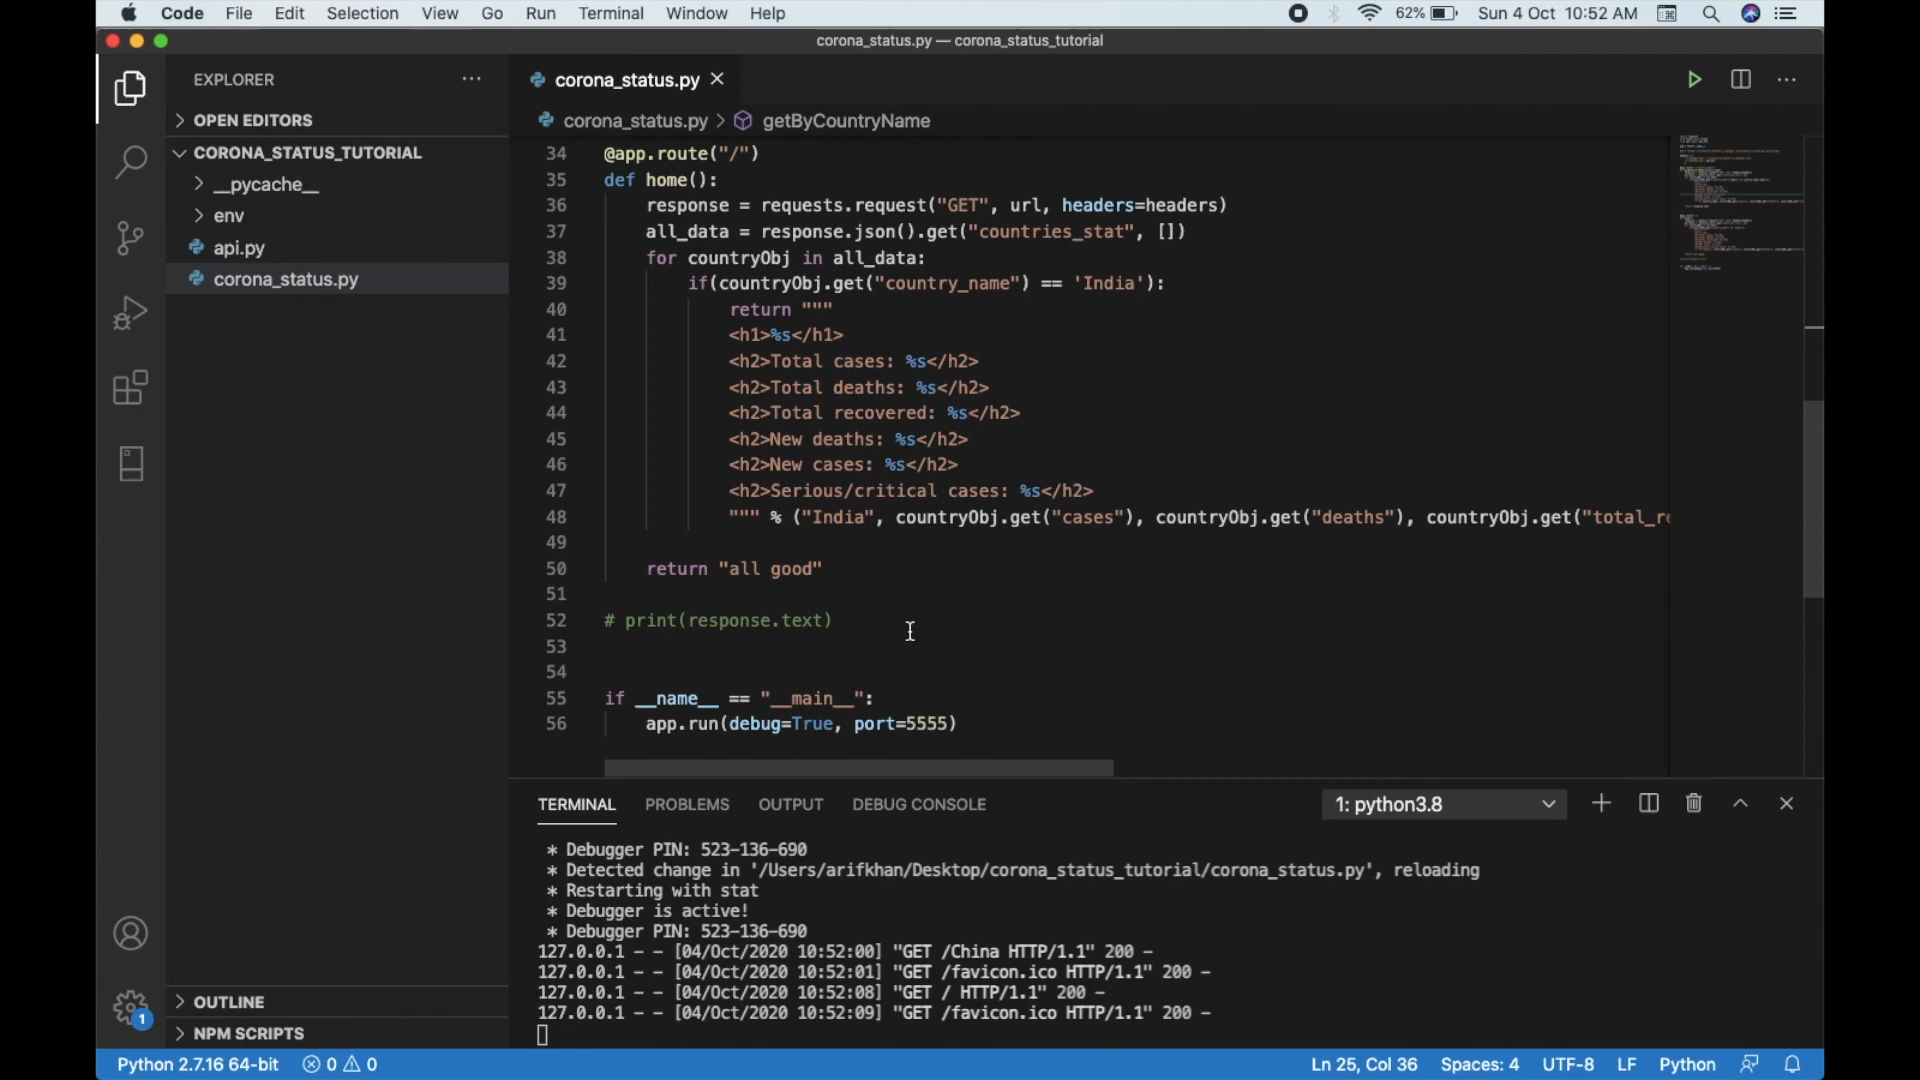 Code File Edit Selection View Go Run Terminal Window Help 62% Sun 4 Oct 10:52 AM
corona_status.py — corona_status_tutorial
EXPLORER
OPEN EDITORS
CORONA_STATUS_TUTORIAL
__pycache__
env
api.py
corona_status.py
OUTLINE
NPM SCRIPTS
corona_status.py
corona_status.py > getByCountryName
34 @app.route("/")
35 def home():
36     response = requests.request("GET", url, headers=headers)
37     all_data = response.json().get("countries_stat", [])
38     for countryObj in all_data:
39         if(countryObj.get("country_name") == 'India'):
40             return """
41             <h1>%s</h1>
42             <h2>Total cases: %s</h2>
43             <h2>Total deaths: %s</h2>
44             <h2>Total recovered: %s</h2>
45             <h2>New deaths: %s</h2>
46             <h2>New cases: %s</h2>
47             <h2>Serious/critical cases: %s</h2>
48             """ % ("India", countryObj.get("cases"), countryObj.get("deaths"), countryObj.get("total_re
49
50     return "all good"
51
52 # print(response.text)
53
54
55 if __name__ == "__main__":
56     app.run(debug=True, port=5555)
TERMINAL PROBLEMS OUTPUT DEBUG CONSOLE 1: python3.8
* Debugger PIN: 523-136-690
* Detected change in '/Users/arifkhan/Desktop/corona_status_tutorial/corona_status.py', reloading
* Restarting with stat
* Debugger is active!
* Debugger PIN: 523-136-690
127.0.0.1 - - [04/Oct/2020 10:52:00] "GET /China HTTP/1.1" 200 -
127.0.0.1 - - [04/Oct/2020 10:52:01] "GET /favicon.ico HTTP/1.1" 200 -
127.0.0.1 - - [04/Oct/2020 10:52:08] "GET / HTTP/1.1" 200 -
127.0.0.1 - - [04/Oct/2020 10:52:09] "GET /favicon.ico HTTP/1.1" 200 -
1
Python 2.7.16 64-bit 0 0 Ln 25, Col 36 Spaces: 4 UTF-8 LF Python